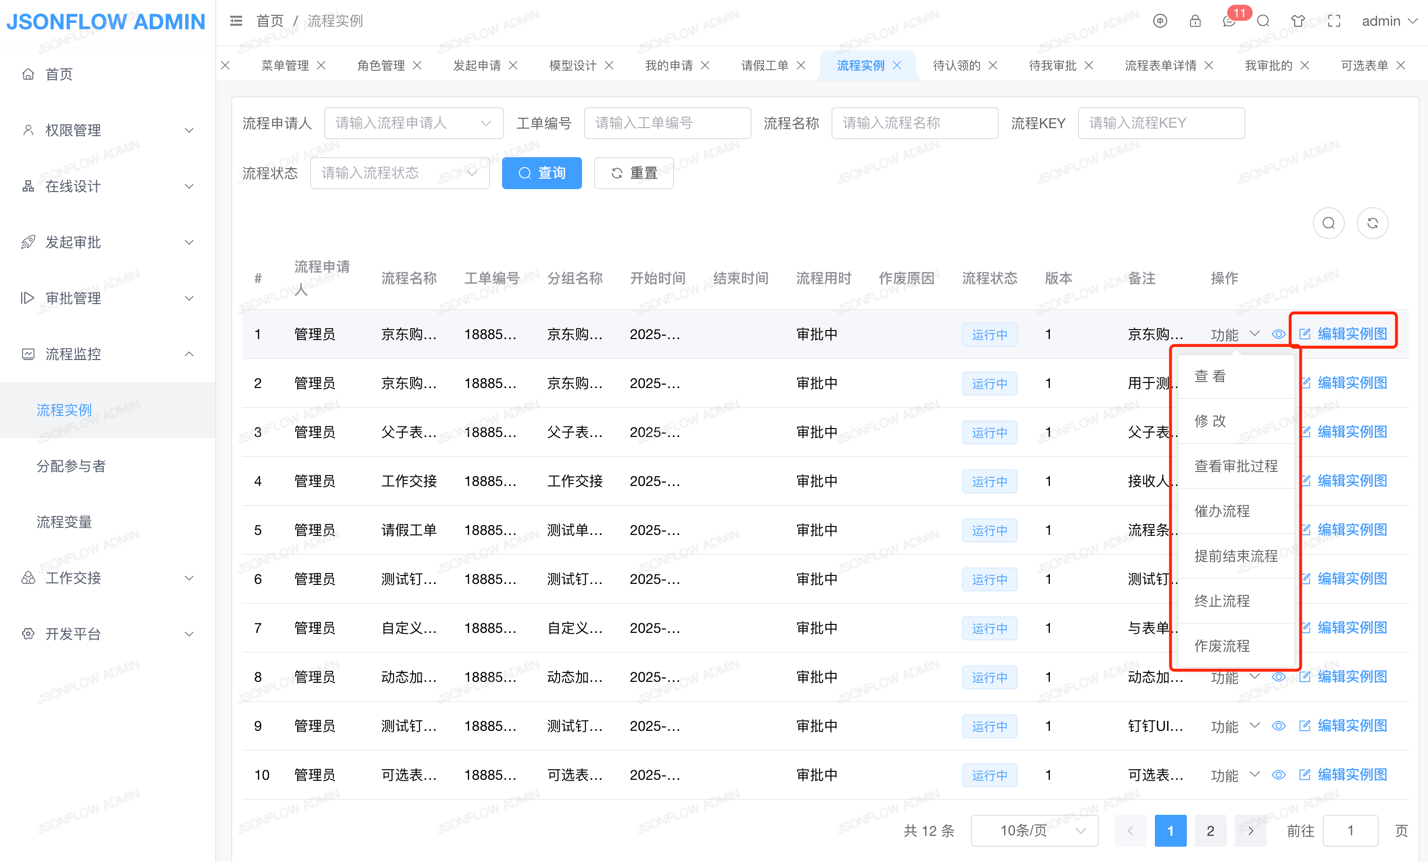 JSONFLOW ADMIN
首页 / 流程实例
11
admin
菜单管理 角色管理 发起申请 模型设计 我的申请 请假工单 流程实例 待认领的 待我审批 流程表单详情 我审批的 可选表单
首页
权限管理
在线设计
发起审批
审批管理
流程监控
流程实例
分配参与者
流程变量
工作交接
开发平台
流程申请人 请输入流程申请人 工单编号 请输入工单编号 流程名称 请输入流程名称 流程KEY 请输入流程KEY
流程状态 请输入流程状态 查询 重置
# 流程申请人 流程名称 工单编号 分组名称 开始时间 结束时间 流程用时 作废原因 流程状态 版本 备注 操作
1 管理员 京东购... 18885... 京东购... 2025-... 审批中 运行中 1 京东购... 功能 编辑实例图
2 管理员 京东购... 18885... 京东购... 2025-... 审批中 运行中 1 用于测 编辑实例图
3 管理员 父子表... 18885... 父子表... 2025-... 审批中 运行中 1 父子表.. 编辑实例图
4 管理员 工作交接 18885... 工作交接 2025-... 审批中 运行中 1 接收人.. 编辑实例图
5 管理员 请假工单 18885... 测试单... 2025-... 审批中 运行中 1 流程条.. 编辑实例图
6 管理员 测试钉... 18885... 测试钉... 2025-... 审批中 运行中 1 测试钉.. 编辑实例图
7 管理员 自定义... 18885... 自定义... 2025-... 审批中 运行中 1 与表单.. 编辑实例图
8 管理员 动态加... 18885... 动态加... 2025-... 审批中 运行中 1 动态加... 功能 编辑实例图
9 管理员 测试钉... 18885... 测试钉... 2025-... 审批中 运行中 1 钉钉UI... 功能 编辑实例图
10 管理员 可选表... 18885... 可选表... 2025-... 审批中 运行中 1 可选表... 功能 编辑实例图
查 看
修 改
查看审批过程
催办流程
提前结束流程
终止流程
作废流程
共 12 条 10条/页 1 2 前往 1 页